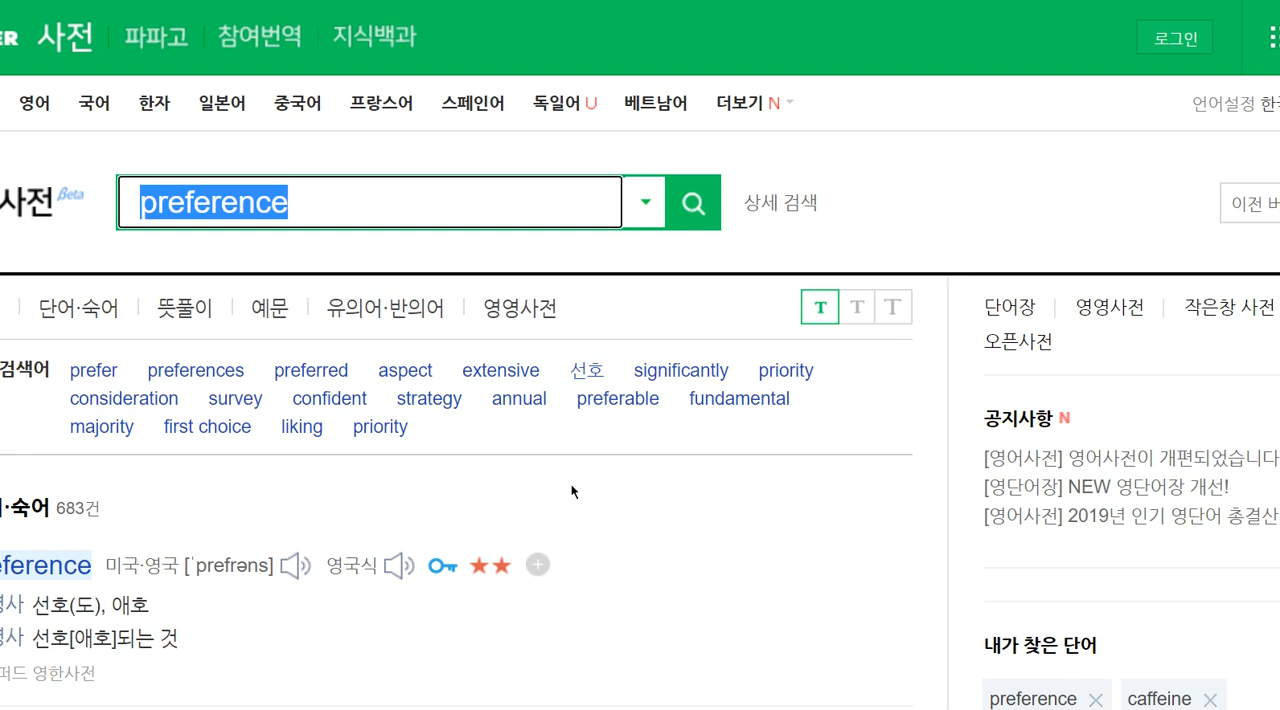 ER 사전 파파고 참여번역 지식백과 로그인
영어 국어 한자 일본어 중국어 프랑스어 스페인어 독일어 U 베트남어 더보기 N 언어설정 한국
사전 Beta preference 상세 검색 이전 버
단어·숙어 뜻풀이 예문 유의어·반의어 영영사전 T T T
검색어 prefer preferences preferred aspect extensive 선호 significantly priority
consideration survey confident strategy annual preferable fundamental
majority first choice liking priority
·숙어 683건
eference 미국·영국 [ˈprefrəns] 영국식
명사 선호(도), 애호
명사 선호[애호]되는 것
퍼드 영한사전
단어장 영영사전 작은창 사전
오픈사전
공지사항 N
[영어사전] 영어사전이 개편되었습니다
[영단어장] NEW 영단어장 개선!
[영어사전] 2019년 인기 영단어 총결산
내가 찾은 단어
preference caffeine